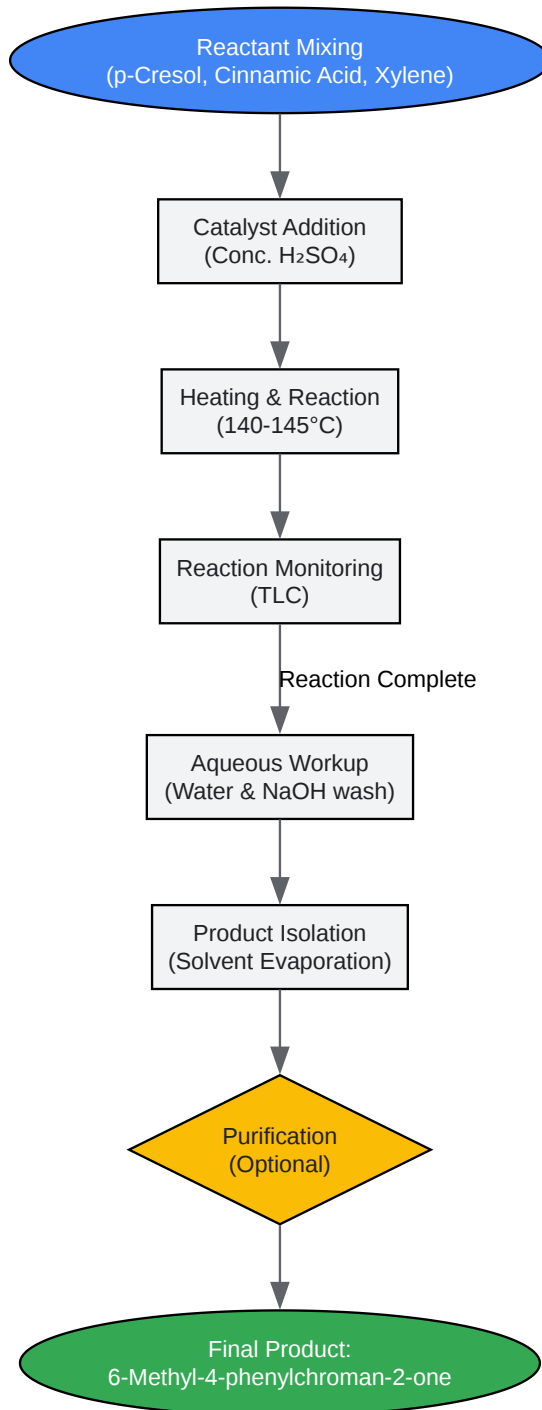 Reactant Mixing
(p-Cresol, Cinnamic Acid, Xylene)
Catalyst Addition
(Conc. H₂SO₄)
Heating & Reaction
(140-145°C)
Reaction Monitoring
(TLC)
Reaction Complete
Aqueous Workup
(Water & NaOH wash)
Product Isolation
(Solvent Evaporation)
Purification
(Optional)
Final Product:
6-Methyl-4-phenylchroman-2-one